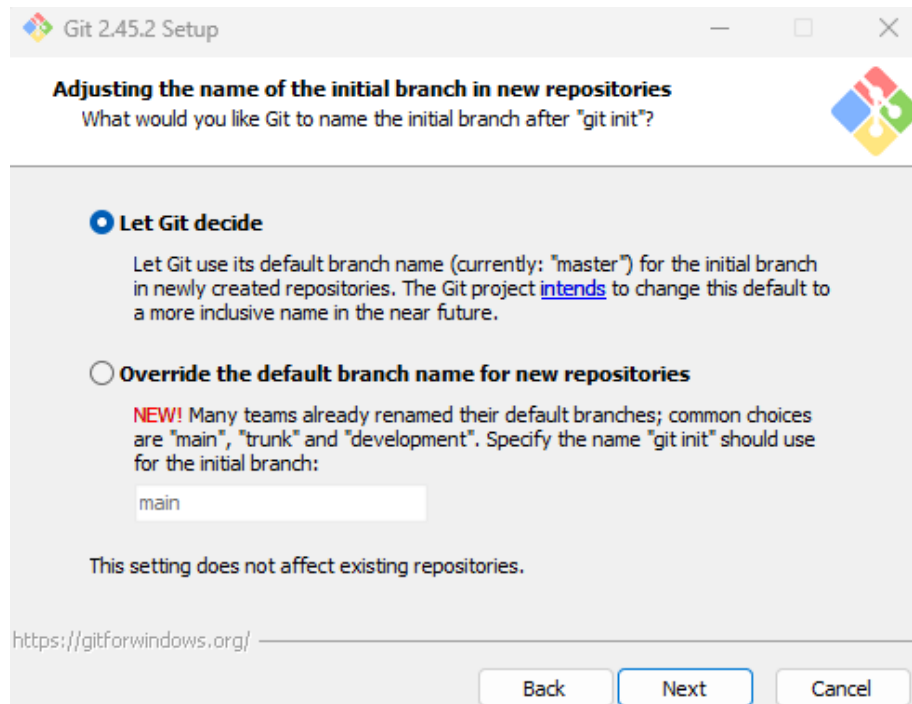 Git 2.45.2 Setup
Adjusting the name of the initial branch in new repositories
What would you like Git to name the initial branch after "git init"?
Let Git decide
Let Git use its default branch name (currently: "master") for the initial branch
in newly created repositories. The Git project intends to change this default to
a more inclusive name in the near future.
Override the default branch name for new repositories
NEW! Many teams already renamed their default branches; common choices
are "main", "trunk" and "development". Specify the name "git init" should use
for the initial branch:
main
This setting does not affect existing repositories.
https://gitforwindows.org/
Back Next Cancel